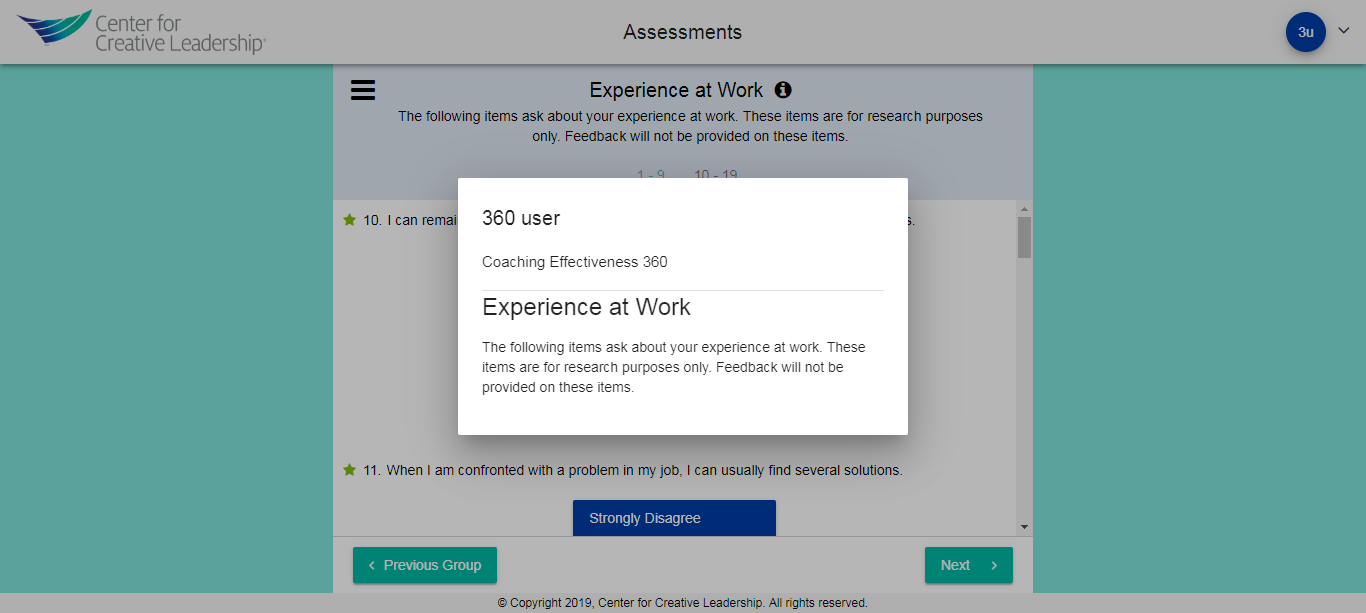 Center for
Creative Leadership
Assessments
3u
Experience at Work
The following items ask about your experience at work. These items are for research purposes
only. Feedback will not be provided on these items.
1 - 9 10 - 19
10. I can remai s.
360 user
Coaching Effectiveness 360
Experience at Work
The following items ask about your experience at work. These
items are for research purposes only. Feedback will not be
provided on these items.
11. When I am confronted with a problem in my job, I can usually find several solutions.
Strongly Disagree
Previous Group
Next
© Copyright 2019, Center for Creative Leadership. All rights reserved.